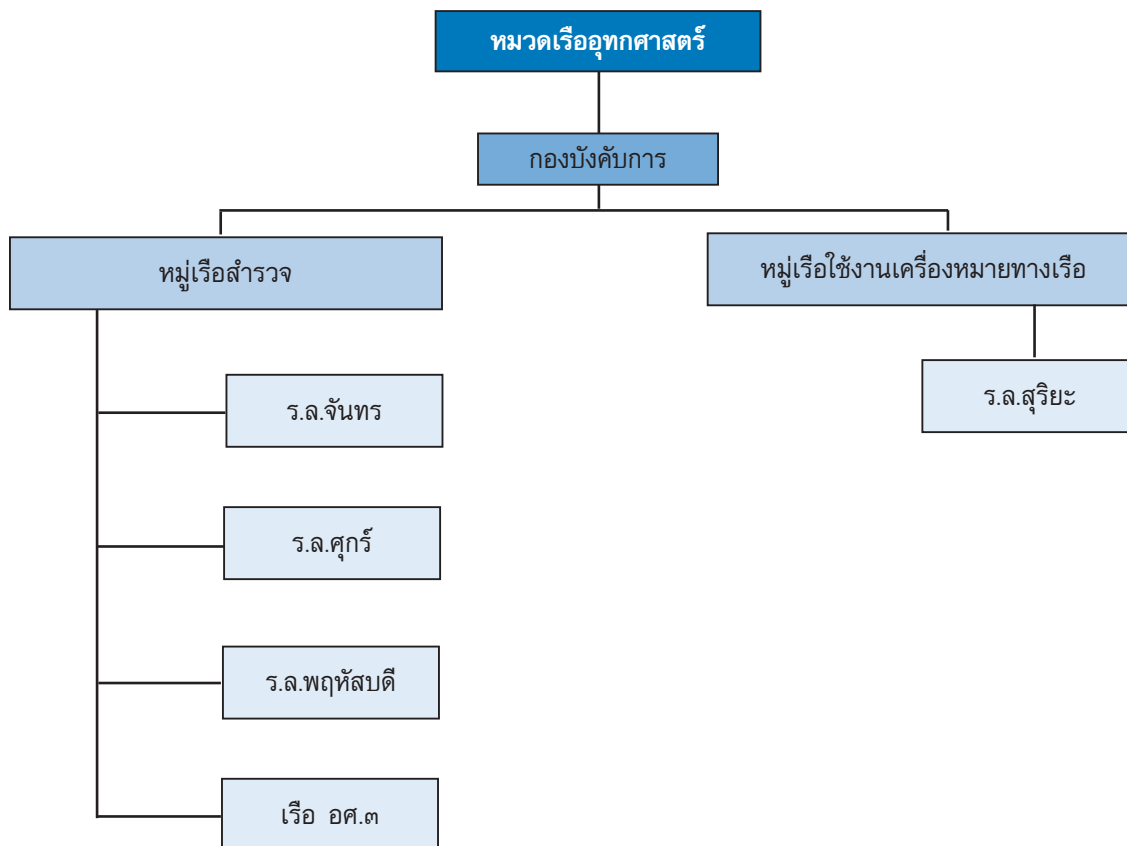 หมวดเรืออุทกศาสตร์
กองบังคับการ
หมู่เรือสำรวจ
หมู่เรือใช้งานเครื่องหมายทางเรือ
ร.ล.จันทร
ร.ล.สุริยะ
ร.ล.ศุกร์
ร.ล.พฤหัสบดี
เรือ อศ.๓